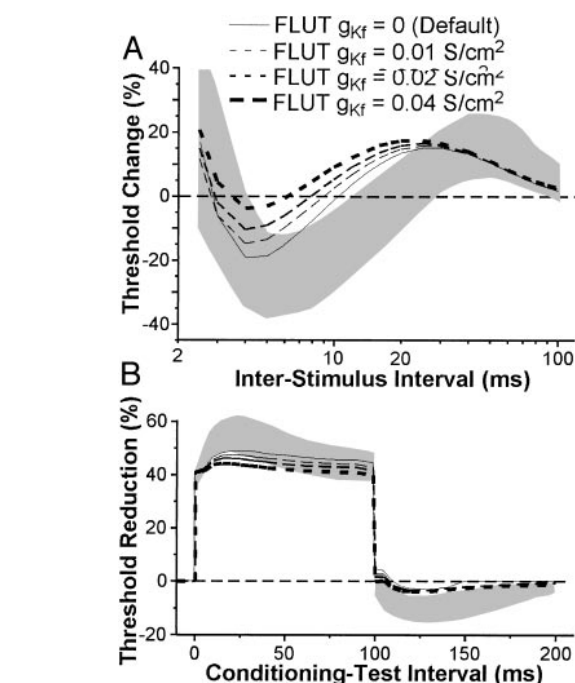 FLUT gKf = 0 (Default)
A
FLUT gKf = 0.01 S/cm2
FLUT gKf = 0.02 S/cm2
FLUT gKf = 0.04 S/cm2
Threshold Change (%)
40
20
0
-20
-40
2 10 20 100
Inter-Stimulus Interval (ms)
B
Threshold Reduction (%)
60
40
20
0
-20
0 50 100 150 200
Conditioning-Test Interval (ms)